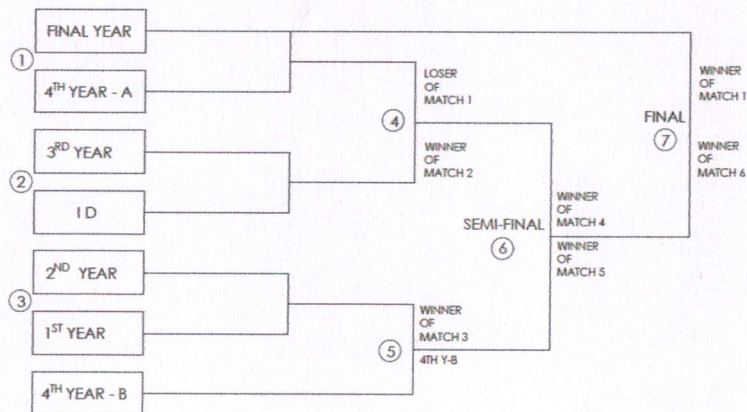 FINAL YEAR
1
4TH YEAR - A
3RD YEAR
2
I D
2ND YEAR
3
1ST YEAR
4TH YEAR - B
LOSER
OF
MATCH 1
4
WINNER
OF
MATCH 2
WINNER
OF
MATCH 3
5
4TH Y-B
SEMI-FINAL
6
WINNER
OF
MATCH 4
WINNER
OF
MATCH 5
WINNER
OF
MATCH 1
FINAL
7
WINNER
OF
MATCH 6